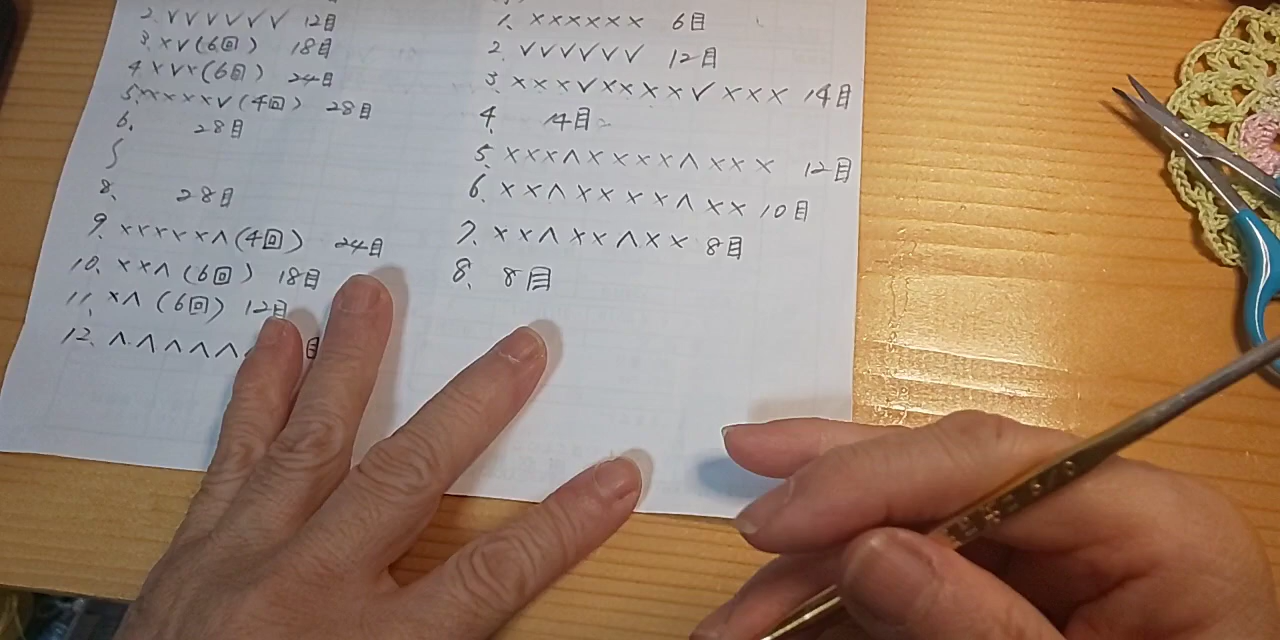 2. VVVVVV 12目
3. ×V(6回) 18目
4. ×V×(6回) 24目
5. ××××V(4回) 28目
6. 28目
∫
8. 28目
9. ×××××∧(4回) 24目
10. ××∧(6回) 18目
11. ×∧(6回) 12目
12. ∧∧∧∧∧ 目
1. ×××××× 6目
2. VVVVVV 12目
3. ×××V××××V××× 14目
4. 14目
5. ×××∧××××∧××× 12目
6. ××∧××××∧×× 10目
7. ××∧××∧×× 8目
8. 8目